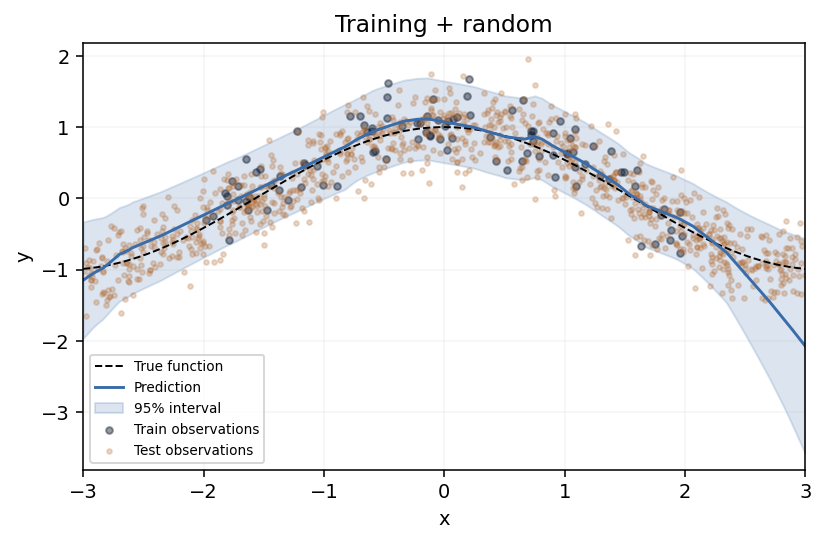 Training + random
2
1
0
−1
−2
−3
y
True function
Prediction
95% interval
Train observations
Test observations
−3
−2
−1
0
1
2
3
x